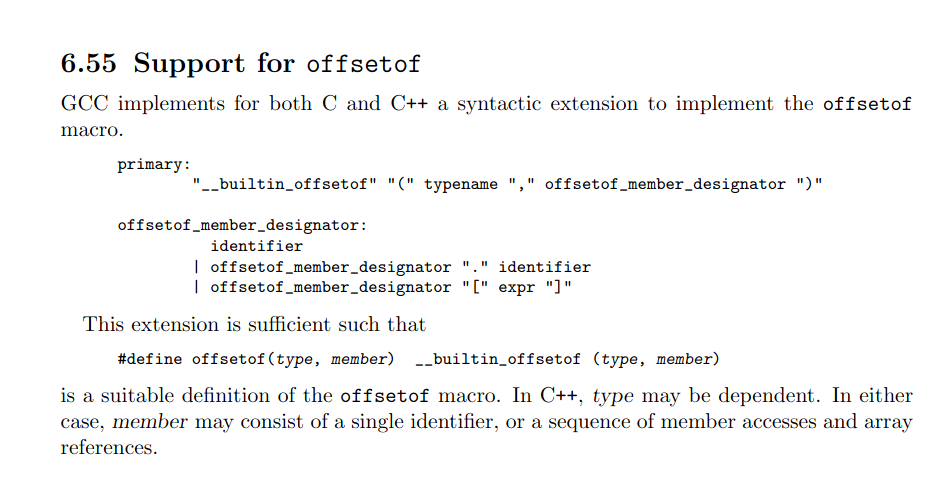 6.55 Support for offsetof
GCC implements for both C and C++ a syntactic extension to implement the offsetof
macro.
primary:
"__builtin_offsetof" "(" typename "," offsetof_member_designator ")"
offsetof_member_designator:
identifier
| offsetof_member_designator "." identifier
| offsetof_member_designator "[" expr "]"
This extension is sufficient such that
#define offsetof(type, member) __builtin_offsetof (type, member)
is a suitable definition of the offsetof macro. In C++, type may be dependent. In either
case, member may consist of a single identifier, or a sequence of member accesses and array
references.